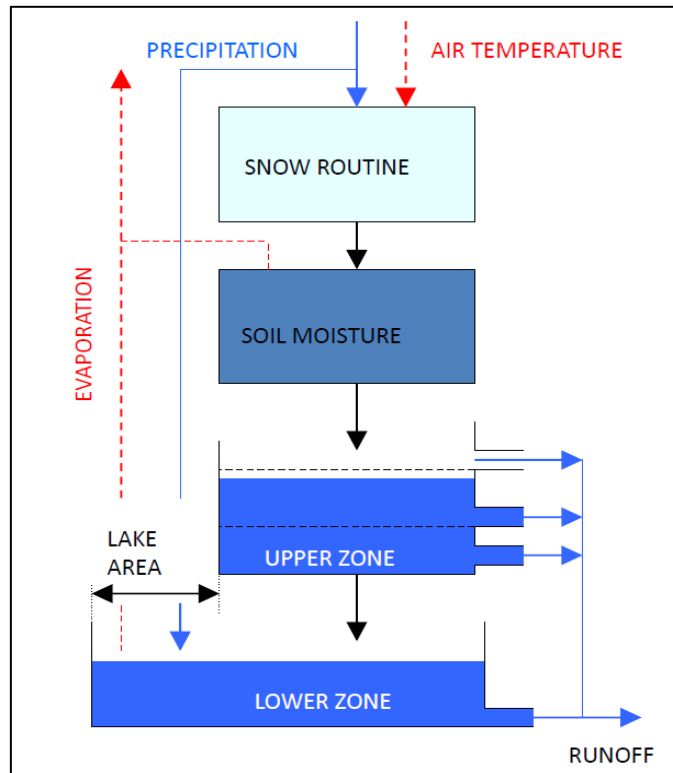 PRECIPITATION
AIR TEMPERATURE
SNOW ROUTINE
EVAPORATION
SOIL MOISTURE
LAKE
AREA
UPPER ZONE
LOWER ZONE
RUNOFF